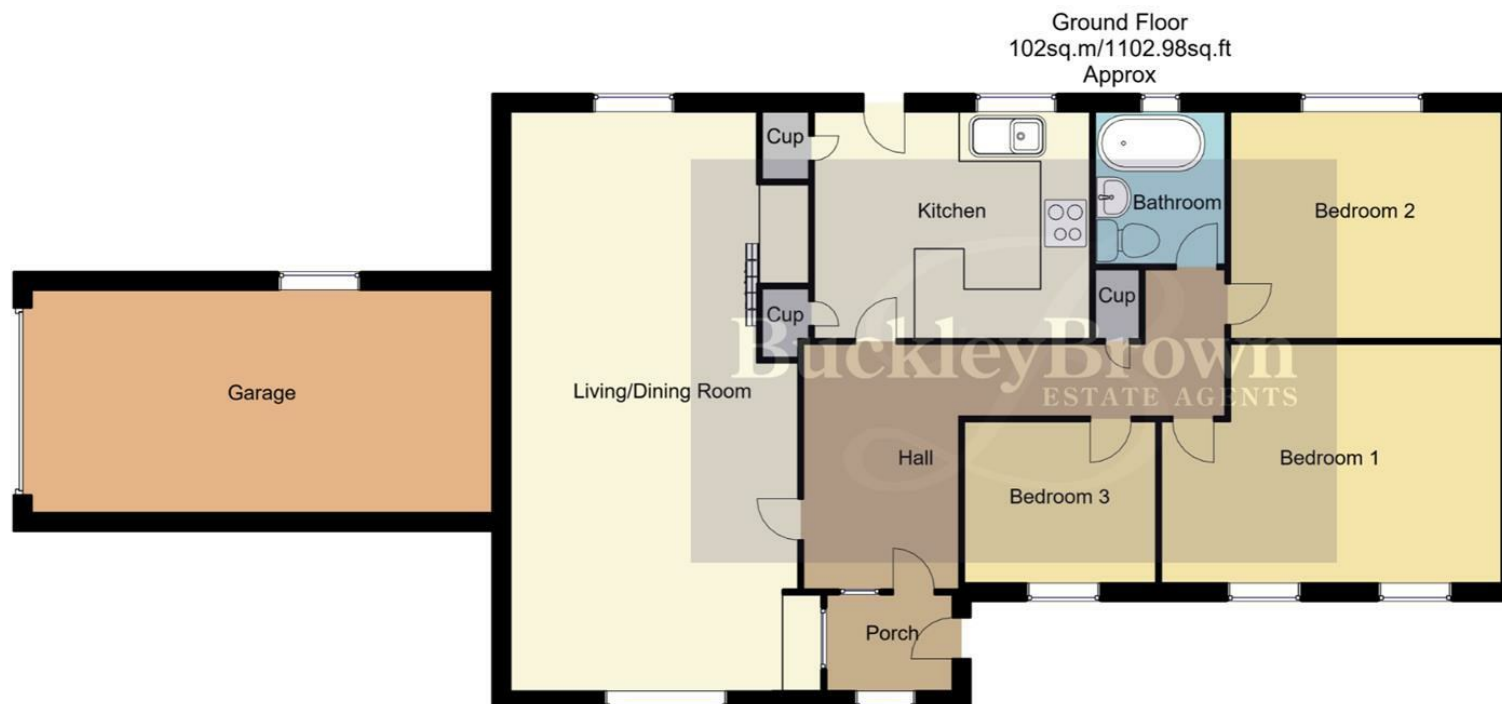 Ground Floor
102sq.m/1102.98sq.ft
Approx
Cup
Kitchen
Bathroom
Bedroom 2
Cup
Cup
Garage
Living/Dining Room
BuckleyBrown
ESTATE AGENTS
Hall
Bedroom 1
Bedroom 3
Porch